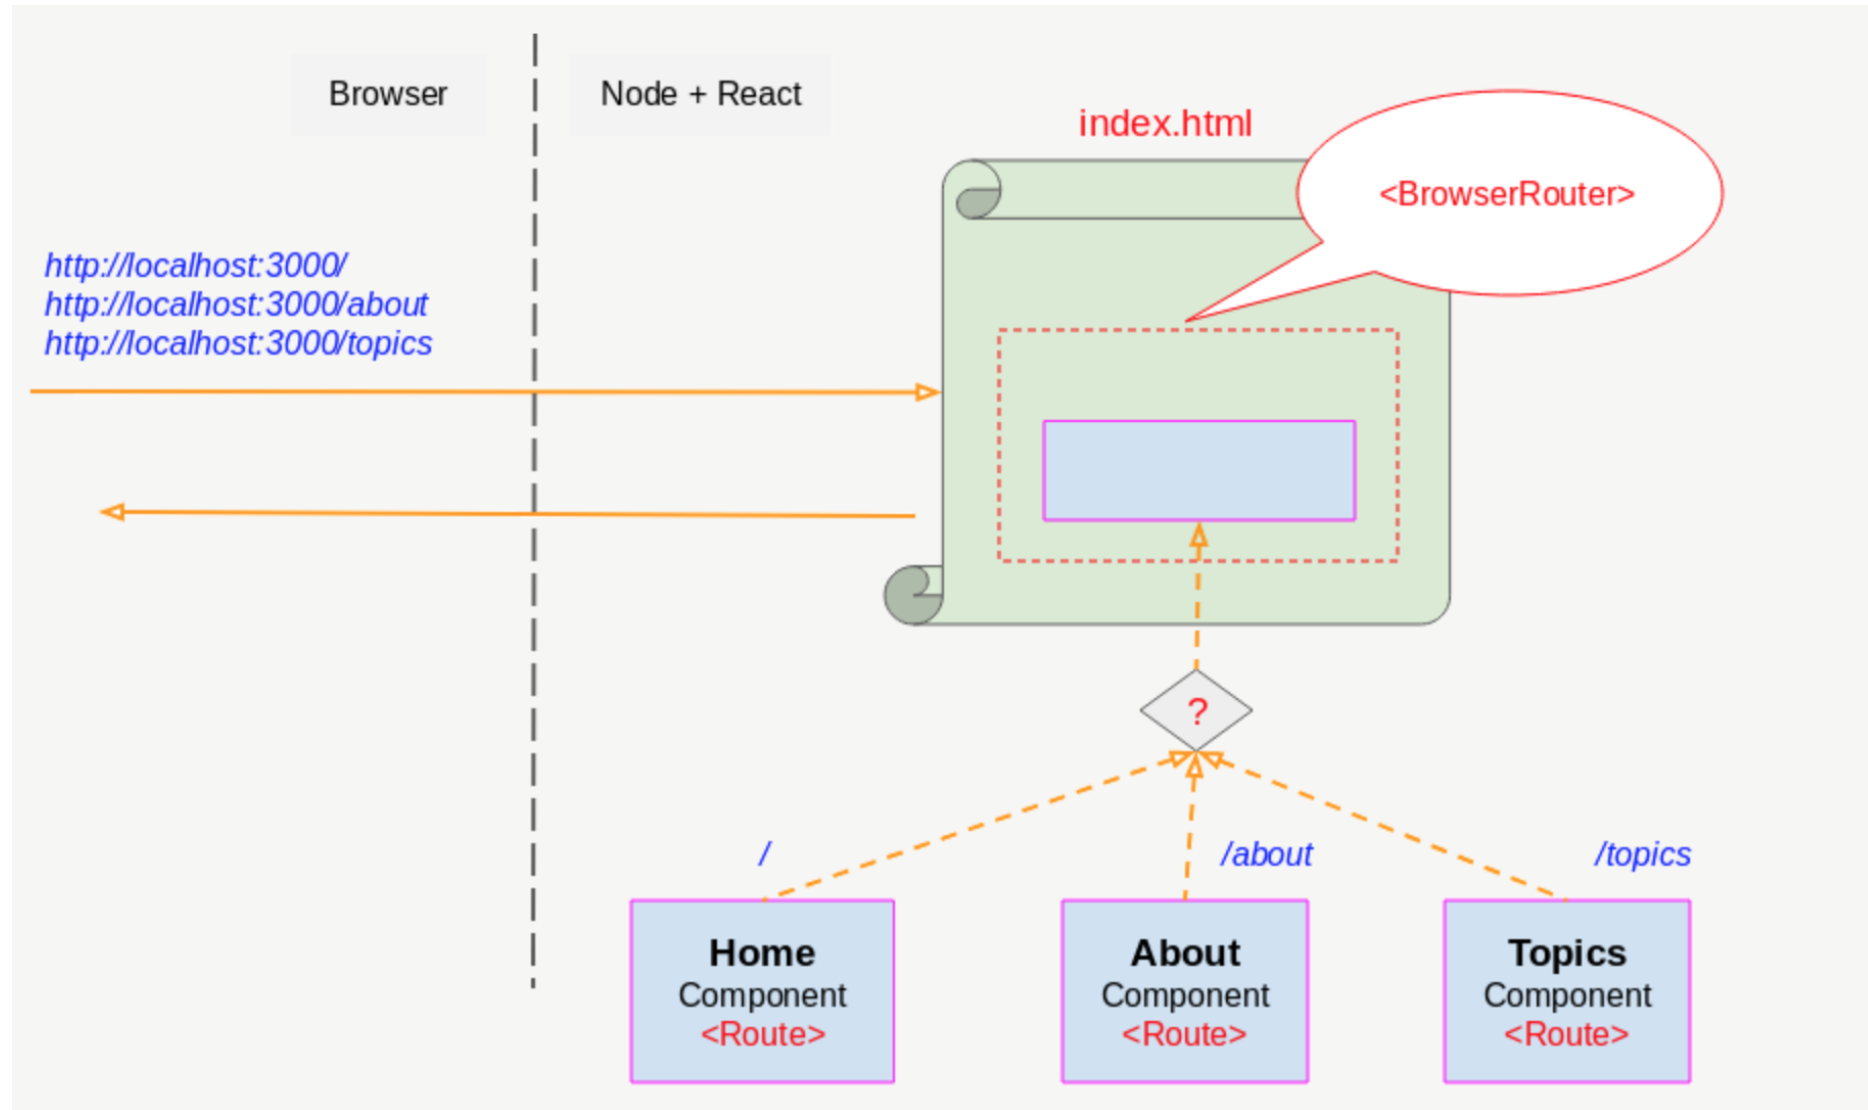 Browser
Node + React
index.html
<BrowserRouter>
http://localhost:3000/
http://localhost:3000/about
http://localhost:3000/topics
?
/
/about
/topics
Home
Component
<Route>
About
Component
<Route>
Topics
Component
<Route>